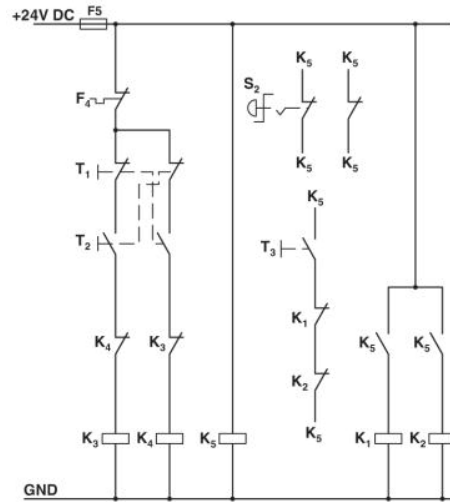 F5
+24V DC
K5 K5
S2
F4
K5 K5
T1
K5
T2
T3
K1
K4 K3
K5 K5
K2
K5
K3 K4 K5 K1 K2
GND